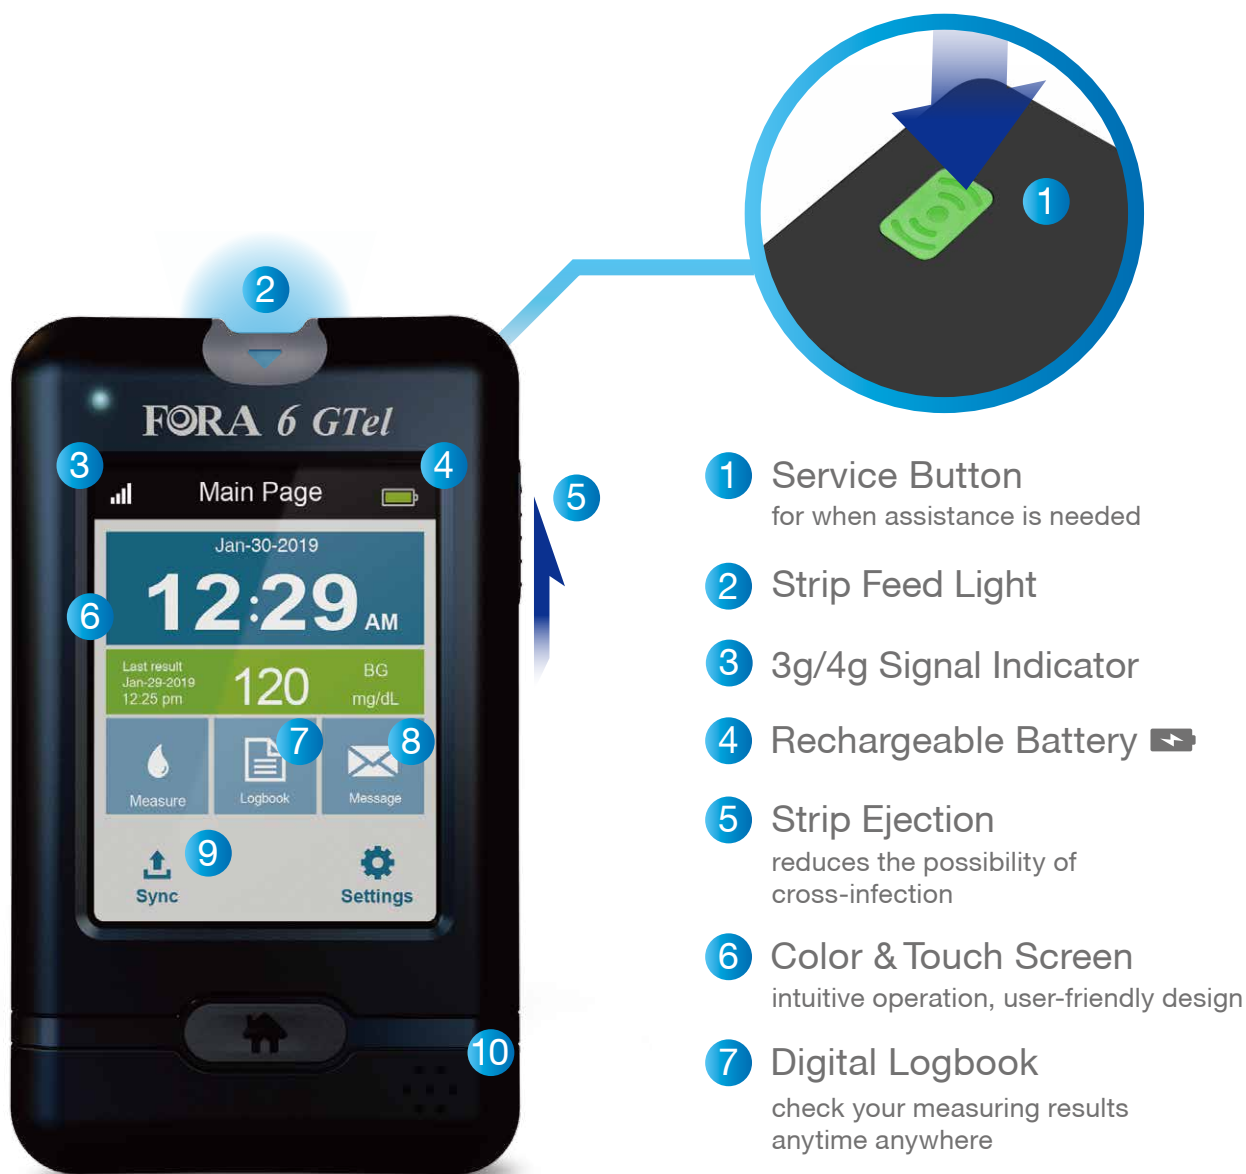 1
2
FORA 6 GTel
3
Main Page
4
5
Jan-30-2019
12:29 AM
6
Last result
Jan-29-2019
12:25 pm
120
BG
mg/dL
7
8
Measure
Logbook
Message
9
Sync
Settings
10
1 Service Button
for when assistance is needed
2 Strip Feed Light
3 3g/4g Signal Indicator
4 Rechargeable Battery
5 Strip Ejection
reduces the possibility of
cross-infection
6 Color & Touch Screen
intuitive operation, user-friendly design
7 Digital Logbook
check your measuring results
anytime anywhere